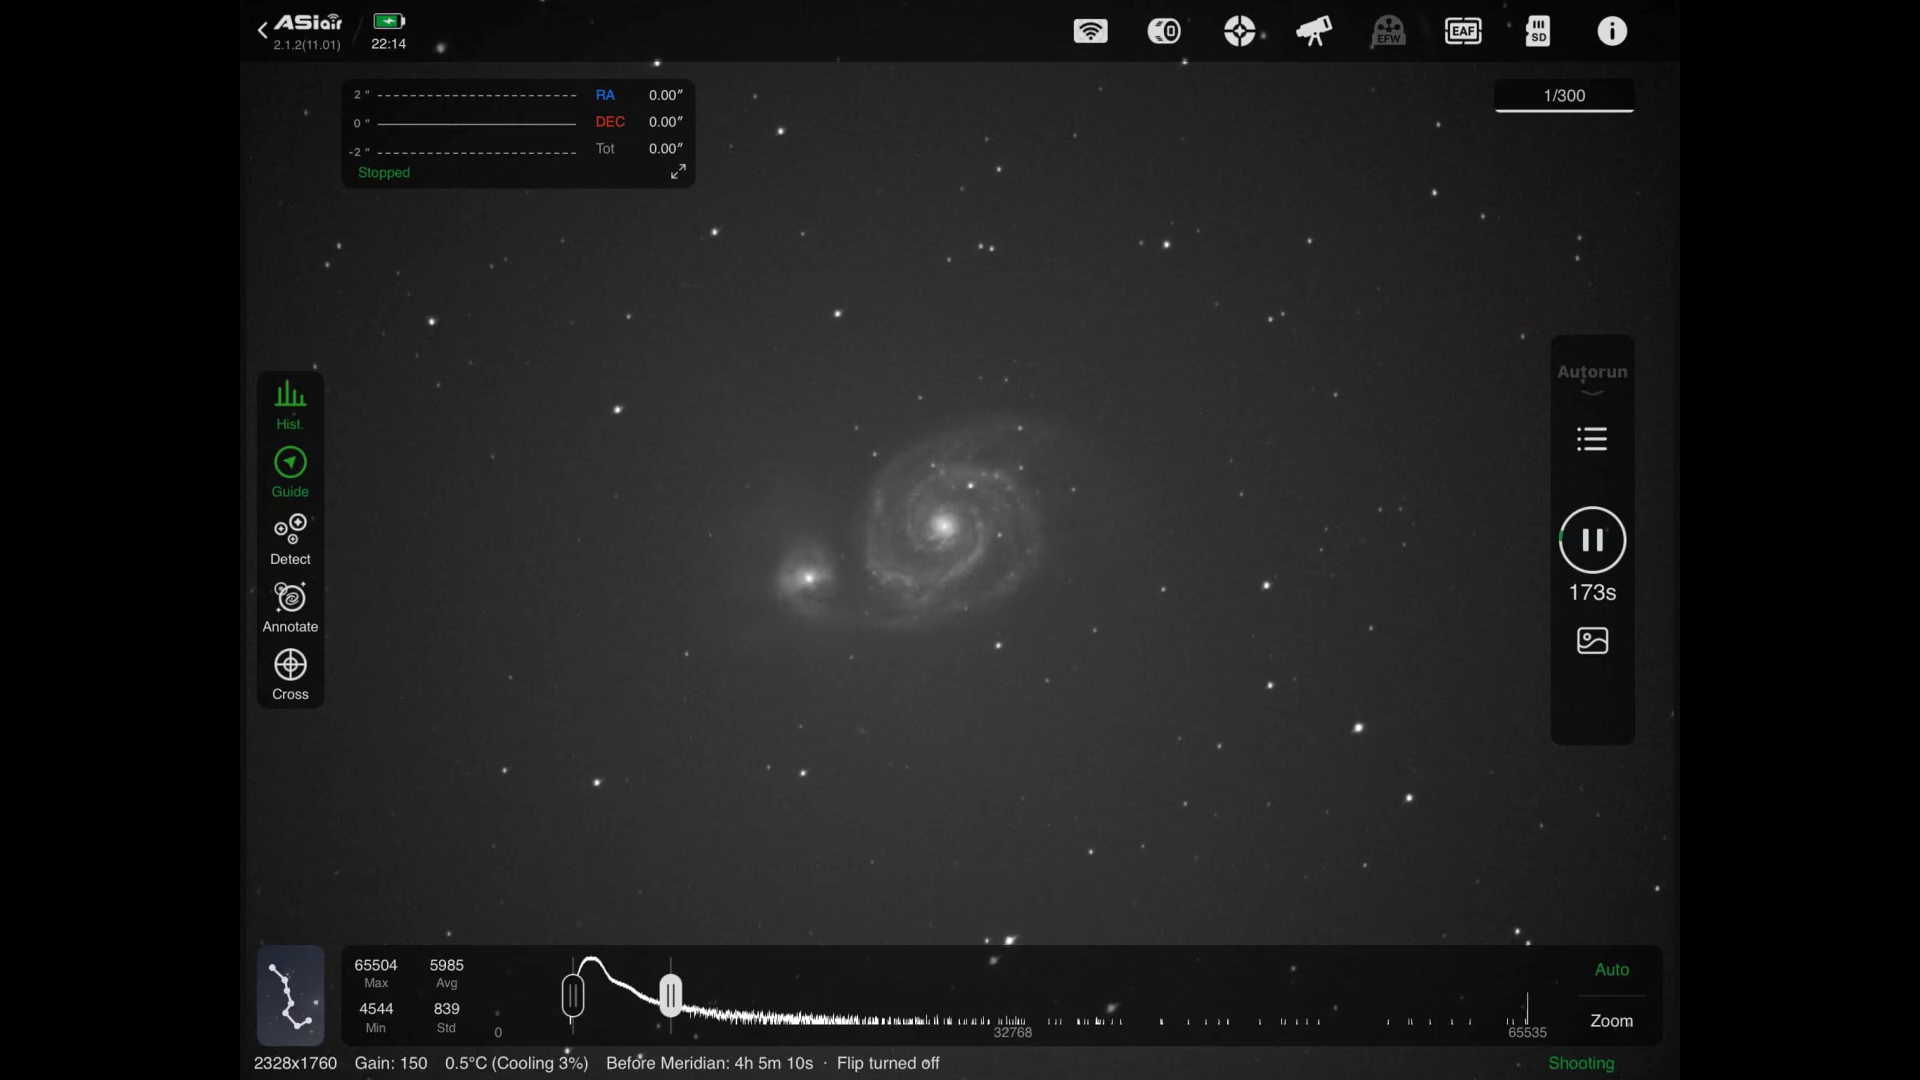 ASiair
2.1.2(11.01)
22:14
EFW
EAF
SD
2 " RA 0.00"
0 " DEC 0.00"
-2 " Tot 0.00"
Stopped
1/300
Hist.
Guide
Detect
Annotate
Cross
Autorun
173s
65504 5985
Max Avg
4544 839
Min Std
0 32768 65535
Auto
Zoom
2328x1760 Gain: 150 0.5°C (Cooling 3%) Before Meridian: 4h 5m 10s · Flip turned off Shooting